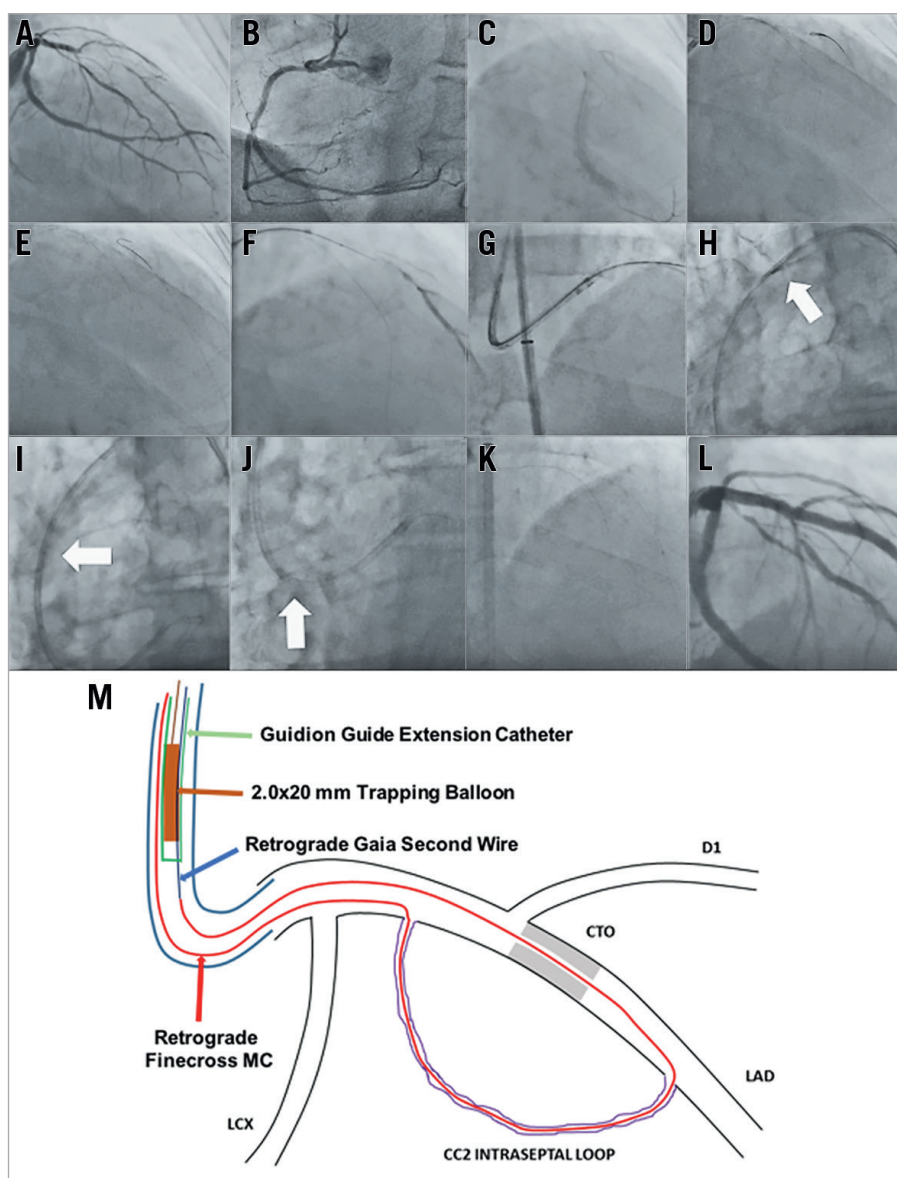 A
B
C
D
E
F
G
H
I
J
K
L
M
Guidion Guide Extension Catheter
2.0x20 mm Trapping Balloon
Retrograde Gaia Second Wire
D1
CTO
Retrograde
Finecross MC
LAD
LCX
CC2 INTRASEPTAL LOOP